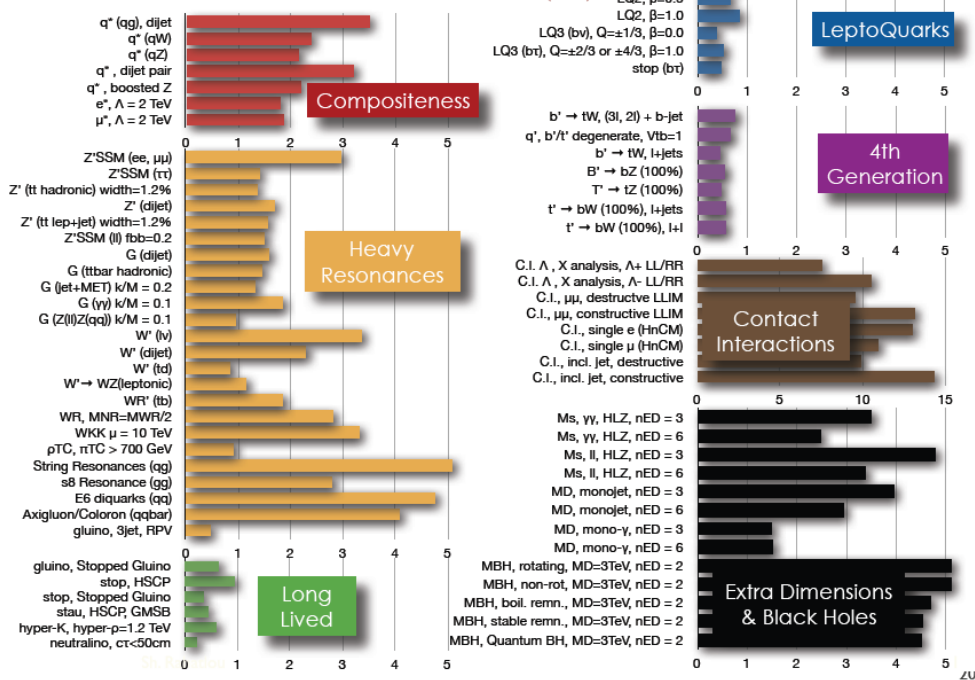 q* (qg), dijet
q* (qW)
q* (qZ)
q* , dijet pair
q* , boosted Z
e*, Λ = 2 TeV
μ*, Λ = 2 TeV
Compositeness
0 1 2 3 4 5
Z'SSM (ee, μμ)
Z'SSM (ττ)
Z' (tt hadronic) width=1.2%
Z' (dijet)
Z' (tt lep+jet) width=1.2%
Z'SSM (ll) fbb=0.2
G (dijet)
G (ttbar hadronic)
G (jet+MET) k/M = 0.2
G (γγ) k/M = 0.1
G (Z(ll)Z(qq)) k/M = 0.1
W' (lν)
W' (dijet)
W' (td)
W'→ WZ(leptonic)
WR' (tb)
WR, MNR=MWR/2
WKK μ = 10 TeV
ρTC, πTC > 700 GeV
String Resonances (qg)
s8 Resonance (gg)
E6 diquarks (qq)
Axigluon/Coloron (qqbar)
gluino, 3jet, RPV
Heavy
Resonances
0 1 2 3 4 5
gluino, Stopped Gluino
stop, HSCP
stop, Stopped Gluino
stau, HSCP, GMSB
hyper-K, hyper-ρ=1.2 TeV
neutralino, cτ<50cm
Long
Lived
0 1 2 3 4 5
LQ2, β=1.0
LQ3 (bν), Q=±1/3, β=0.0
LQ3 (bτ), Q=±2/3 or ±4/3, β=1.0
stop (bτ)
LeptoQuarks
0 1 2 3 4 5
b' → tW, (3l, 2l) + b-jet
q', b'/t' degenerate, Vtb=1
b' → tW, l+jets
B' → bZ (100%)
T' → tZ (100%)
t' → bW (100%), l+jets
t' → bW (100%), l+l
4th
Generation
0 1 2 3 4 5
C.I. Λ , X analysis, Λ+ LL/RR
C.I. Λ , X analysis, Λ- LL/RR
C.I., μμ, destructve LLIM
C.I., μμ, constructive LLIM
C.I., single e (HnCM)
C.I., single μ (HnCM)
C.I., incl. jet, destructive
C.I., incl. jet, constructive
Contact
Interactions
0 5 10 15
Ms, γγ, HLZ, nED = 3
Ms, γγ, HLZ, nED = 6
Ms, ll, HLZ, nED = 3
Ms, ll, HLZ, nED = 6
MD, monojet, nED = 3
MD, monojet, nED = 6
MD, mono-γ, nED = 3
MD, mono-γ, nED = 6
MBH, rotating, MD=3TeV, nED = 2
MBH, non-rot, MD=3TeV, nED = 2
MBH, boil. remn., MD=3TeV, nED = 2
MBH, stable remn., MD=3TeV, nED = 2
MBH, Quantum BH, MD=3TeV, nED = 2
Extra Dimensions
& Black Holes
0 1 2 3 4 5